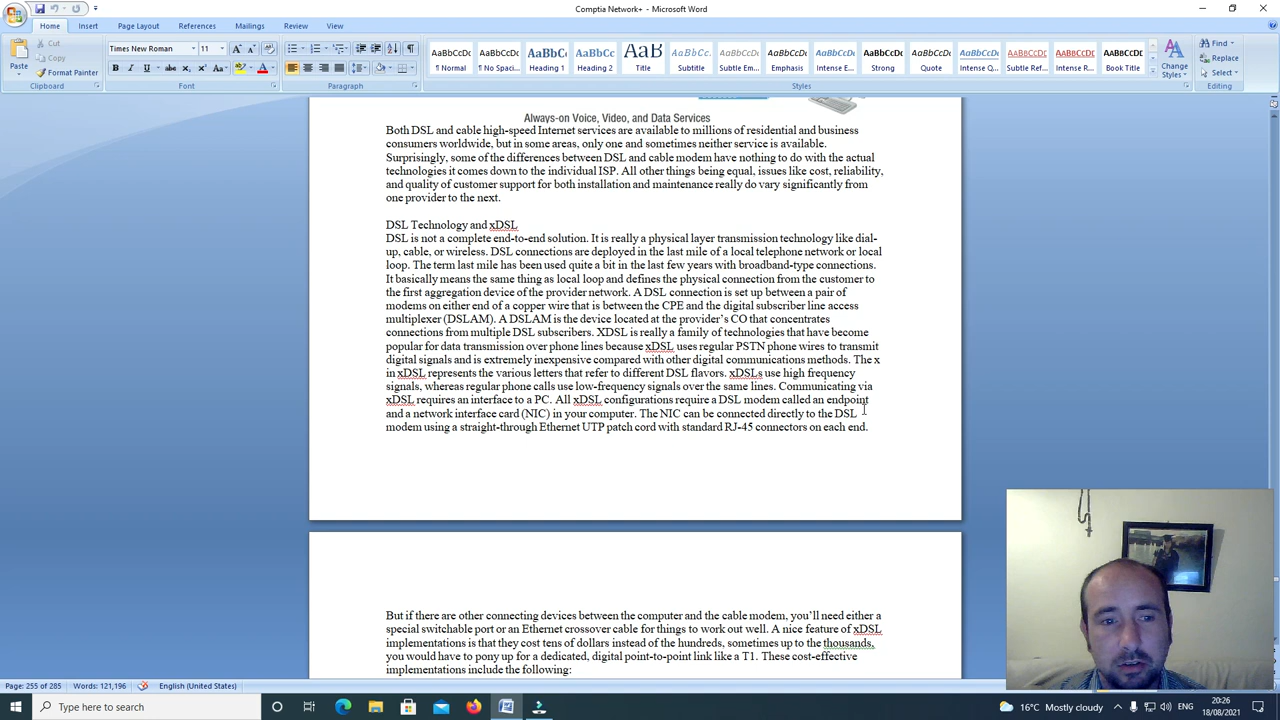 Comptia Network+ - Microsoft Word
Home Insert Page Layout References Mailings Review View
Cut
Copy
Format Painter
Paste
Clipboard
Times New Roman 11
Font
Paragraph
AaBbCcDc AaBbCcDc AaBbC AaBbCc AaB AaBbCc. AaBbCcDc AaBbCcDc AaBbCcDc AaBbCcDc AaBbCcDc AaBbCcDc AaBbCcDc AaBbCcDc AaBbCcDc
¶ Normal ¶ No Spaci... Heading 1 Heading 2 Title Subtitle Subtle Em... Emphasis Intense E... Strong Quote Intense Q... Subtle Ref... Intense R... Book Title
Change Styles
Styles
Find
Replace
Select
Editing
Always-on Voice, Video, and Data Services
Both DSL and cable high-speed Internet services are available to millions of residential and business
consumers worldwide, but in some areas, only one and sometimes neither service is available.
Surprisingly, some of the differences between DSL and cable modem have nothing to do with the actual
technologies it comes down to the individual ISP. All other things being equal, issues like cost, reliability,
and quality of customer support for both installation and maintenance really do vary significantly from
one provider to the next.
DSL Technology and xDSL
DSL is not a complete end-to-end solution. It is really a physical layer transmission technology like dial-
up, cable, or wireless. DSL connections are deployed in the last mile of a local telephone network or local
loop. The term last mile has been used quite a bit in the last few years with broadband-type connections.
It basically means the same thing as local loop and defines the physical connection from the customer to
the first aggregation device of the provider network. A DSL connection is set up between a pair of
modems on either end of a copper wire that is between the CPE and the digital subscriber line access
multiplexer (DSLAM). A DSLAM is the device located at the provider's CO that concentrates
connections from multiple DSL subscribers. XDSL is really a family of technologies that have become
popular for data transmission over phone lines because xDSL uses regular PSTN phone wires to transmit
digital signals and is extremely inexpensive compared with other digital communications methods. The x
in xDSL represents the various letters that refer to different DSL flavors. xDSLs use high frequency
signals, whereas regular phone calls use low-frequency signals over the same lines. Communicating via
xDSL requires an interface to a PC. All xDSL configurations require a DSL modem called an endpoint
and a network interface card (NIC) in your computer. The NIC can be connected directly to the DSL
modem using a straight-through Ethernet UTP patch cord with standard RJ-45 connectors on each end.
But if there are other connecting devices between the computer and the cable modem, you'll need either a
special switchable port or an Ethernet crossover cable for things to work out well. A nice feature of xDSL
implementations is that they cost tens of dollars instead of the hundreds, sometimes up to the thousands,
you would have to pony up for a dedicated, digital point-to-point link like a T1. These cost-effective
implementations include the following:
Page: 255 of 285 Words: 121,196 English (United States)
Type here to search
16°C Mostly cloudy
ENG
20:26
18/08/2021